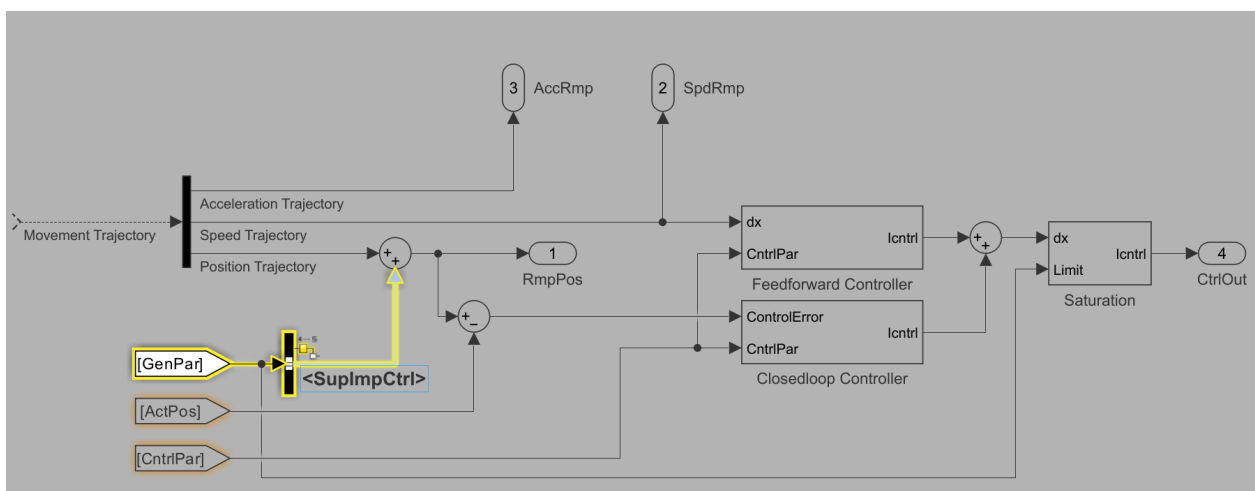 3
AccRmp
2
SpdRmp
Acceleration Trajectory
Movement Trajectory
Speed Trajectory
Position Trajectory
+
+
1
RmpPos
dx
CntrlPar
Icntrl
Feedforward Controller
+
+
dx
Limit
Icntrl
Saturation
4
CtrlOut
+
−
ControlError
CntrlPar
Icntrl
Closedloop Controller
[GenPar]
<SupImpCtrl>
[ActPos]
[CntrlPar]